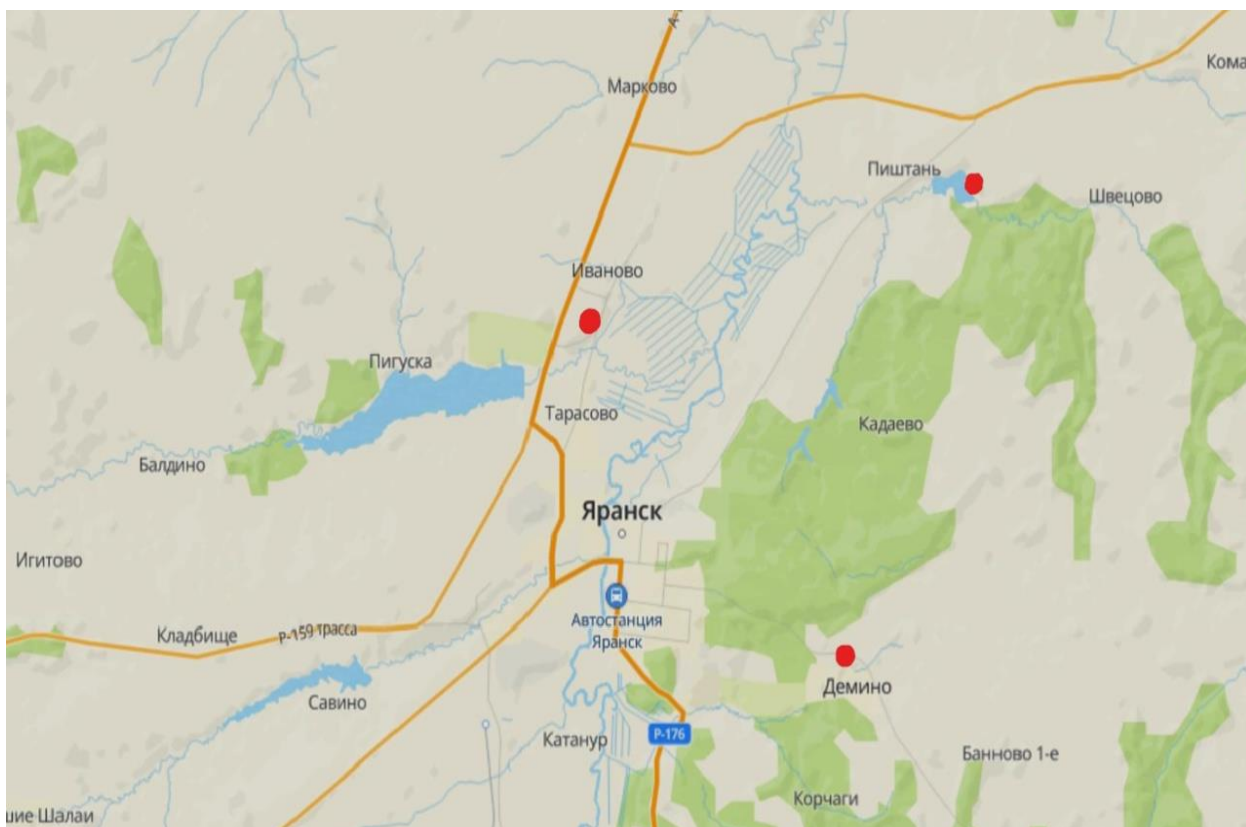 А-
Кома
Марково
Пиштань
Швецово
Иваново
Пигуска
Тарасово
Кадаево
Балдино
Яранск
Игитово
Автостанция
Яранск
Кладбище
Р-159 трасса
Демино
Савино
Р-176
Катанур
Банново 1-е
Корчаги
шие Шалаи